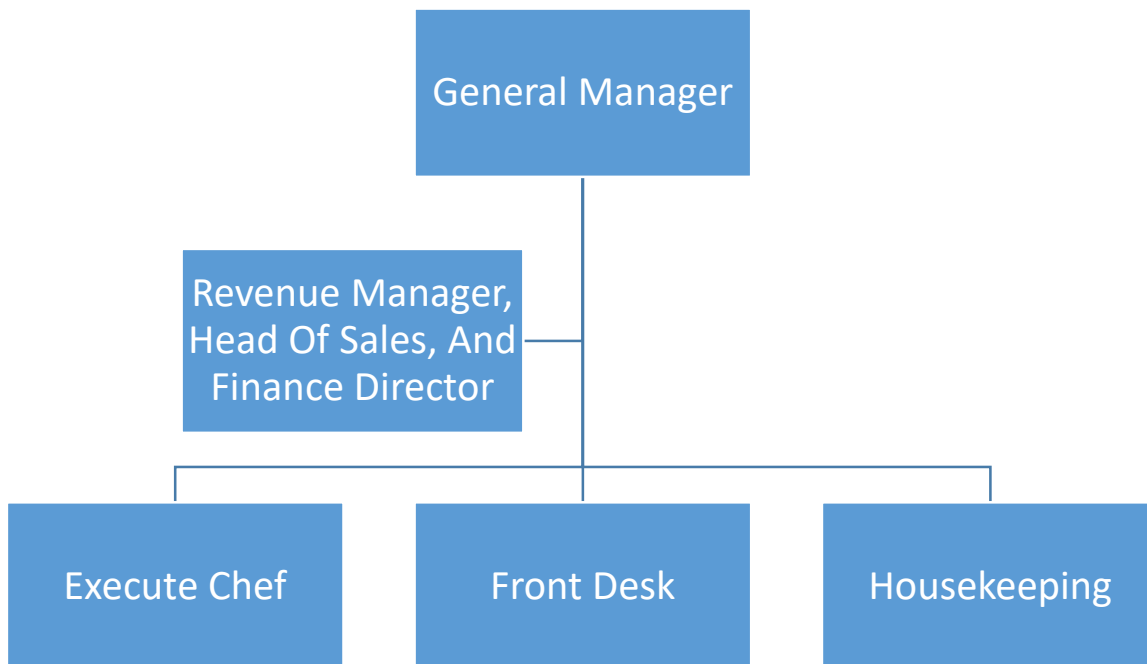 General Manager
Revenue Manager,
Head Of Sales, And
Finance Director
Execute Chef
Front Desk
Housekeeping